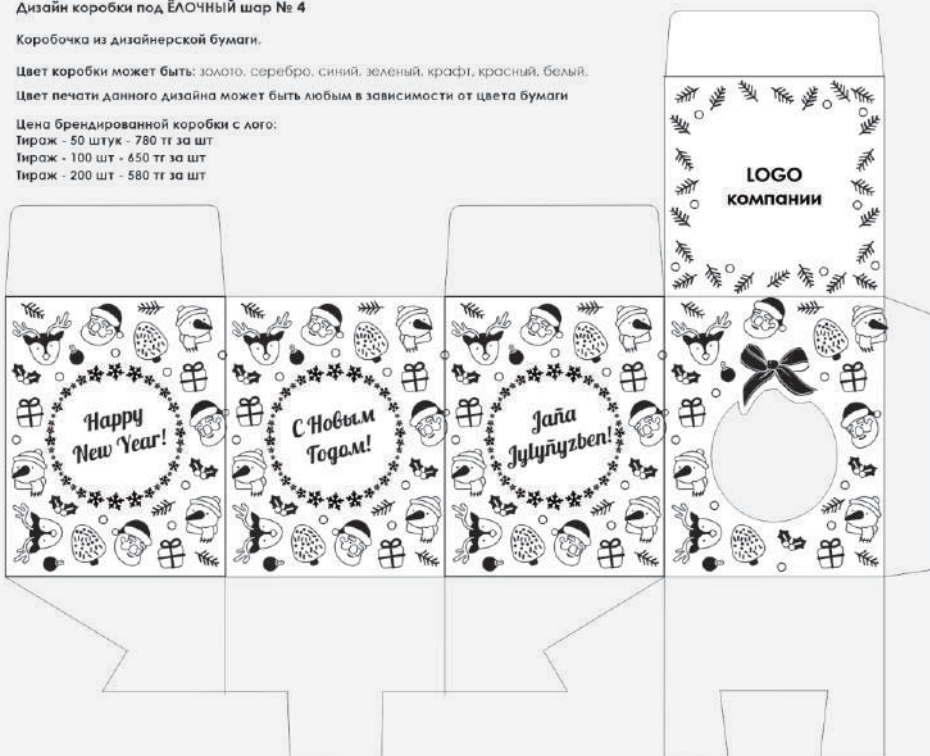 Дизайн коробки под ЁЛОЧНЫЙ шар № 4
Коробочка из дизайнерской бумаги.
Цвет коробки может быть: золото, серебро, синий, зеленый, крафт, красный, белый.
Цвет печати данного дизайна может быть любым в зависимости от цвета бумаги
Цена брендированной коробки с лого:
Тираж - 50 штук - 780 тг за шт
Тираж - 100 шт - 650 тг за шт
Тираж - 200 шт - 580 тг за шт
LOGO
компании
Happy
New Year!
С Новым
Годом!
Jaña
Jylyñyzben!